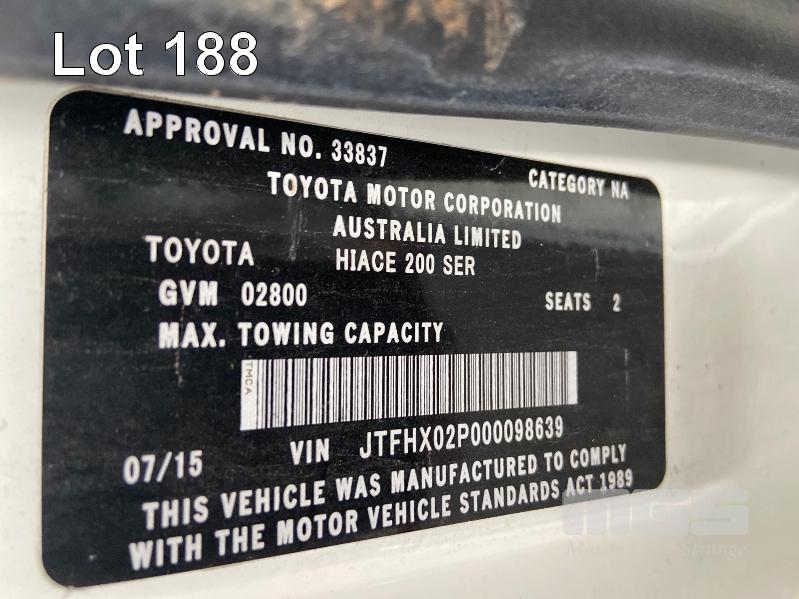 Lot 188
APPROVAL NO. 33837
CATEGORY NA
TOYOTA MOTOR CORPORATION
AUSTRALIA LIMITED
TOYOTA HIACE 200 SER
GVM 02800 SEATS 2
MAX. TOWING CAPACITY
TMCA
07/15 VIN JTFHX02P000098639
THIS VEHICLE WAS MANUFACTURED TO COMPLY
WITH THE MOTOR VEHICLE STANDARDS ACT 1989
MGS